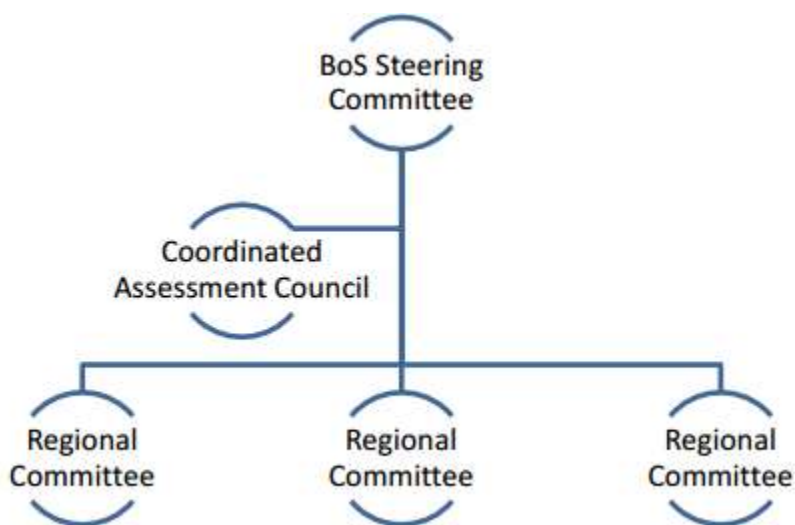 BoS Steering
Committee
Coordinated
Assessment Council
Regional
Committee
Regional
Committee
Regional
Committee